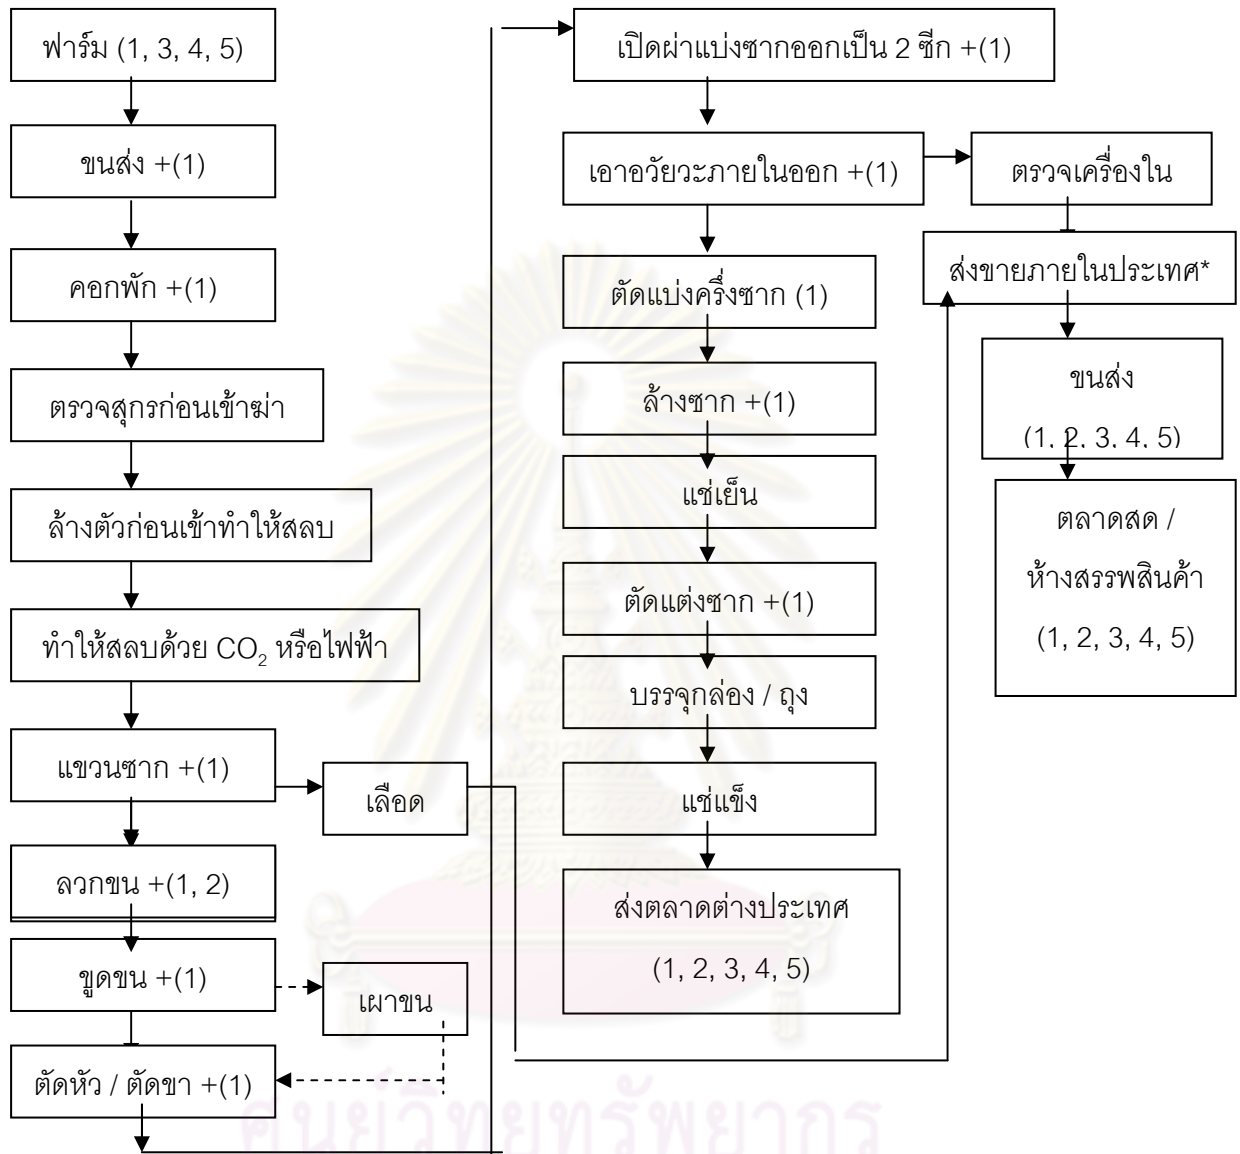 ฟาร์ม (1, 3, 4, 5)
ขนส่ง +(1)
คอกพัก +(1)
ตรวจสุกรก่อนเข้าฆ่า
ล้างตัวก่อนเข้าทำให้สลบ
ทำให้สลบด้วย CO₂ หรือไฟฟ้า
แขวนซาก +(1)
เลือด
ลวกขน +(1, 2)
ขูดขน +(1)
เผาขน
ตัดหัว / ตัดขา +(1)
เปิดผ่าแบ่งซากออกเป็น 2 ซีก +(1)
เอาอวัยวะภายในออก +(1)
ตรวจเครื่องใน
ส่งขายภายในประเทศ*
ขนส่ง
(1, 2, 3, 4, 5)
ตลาดสด /
ห้างสรรพสินค้า
(1, 2, 3, 4, 5)
ตัดแบ่งครึ่งซาก (1)
ล้างซาก +(1)
แช่เย็น
ตัดแต่งซาก +(1)
บรรจุกล่อง / ถุง
แช่แข็ง
ส่งตลาดต่างประเทศ
(1, 2, 3, 4, 5)
ศูนย์วิทยทรัพยากร